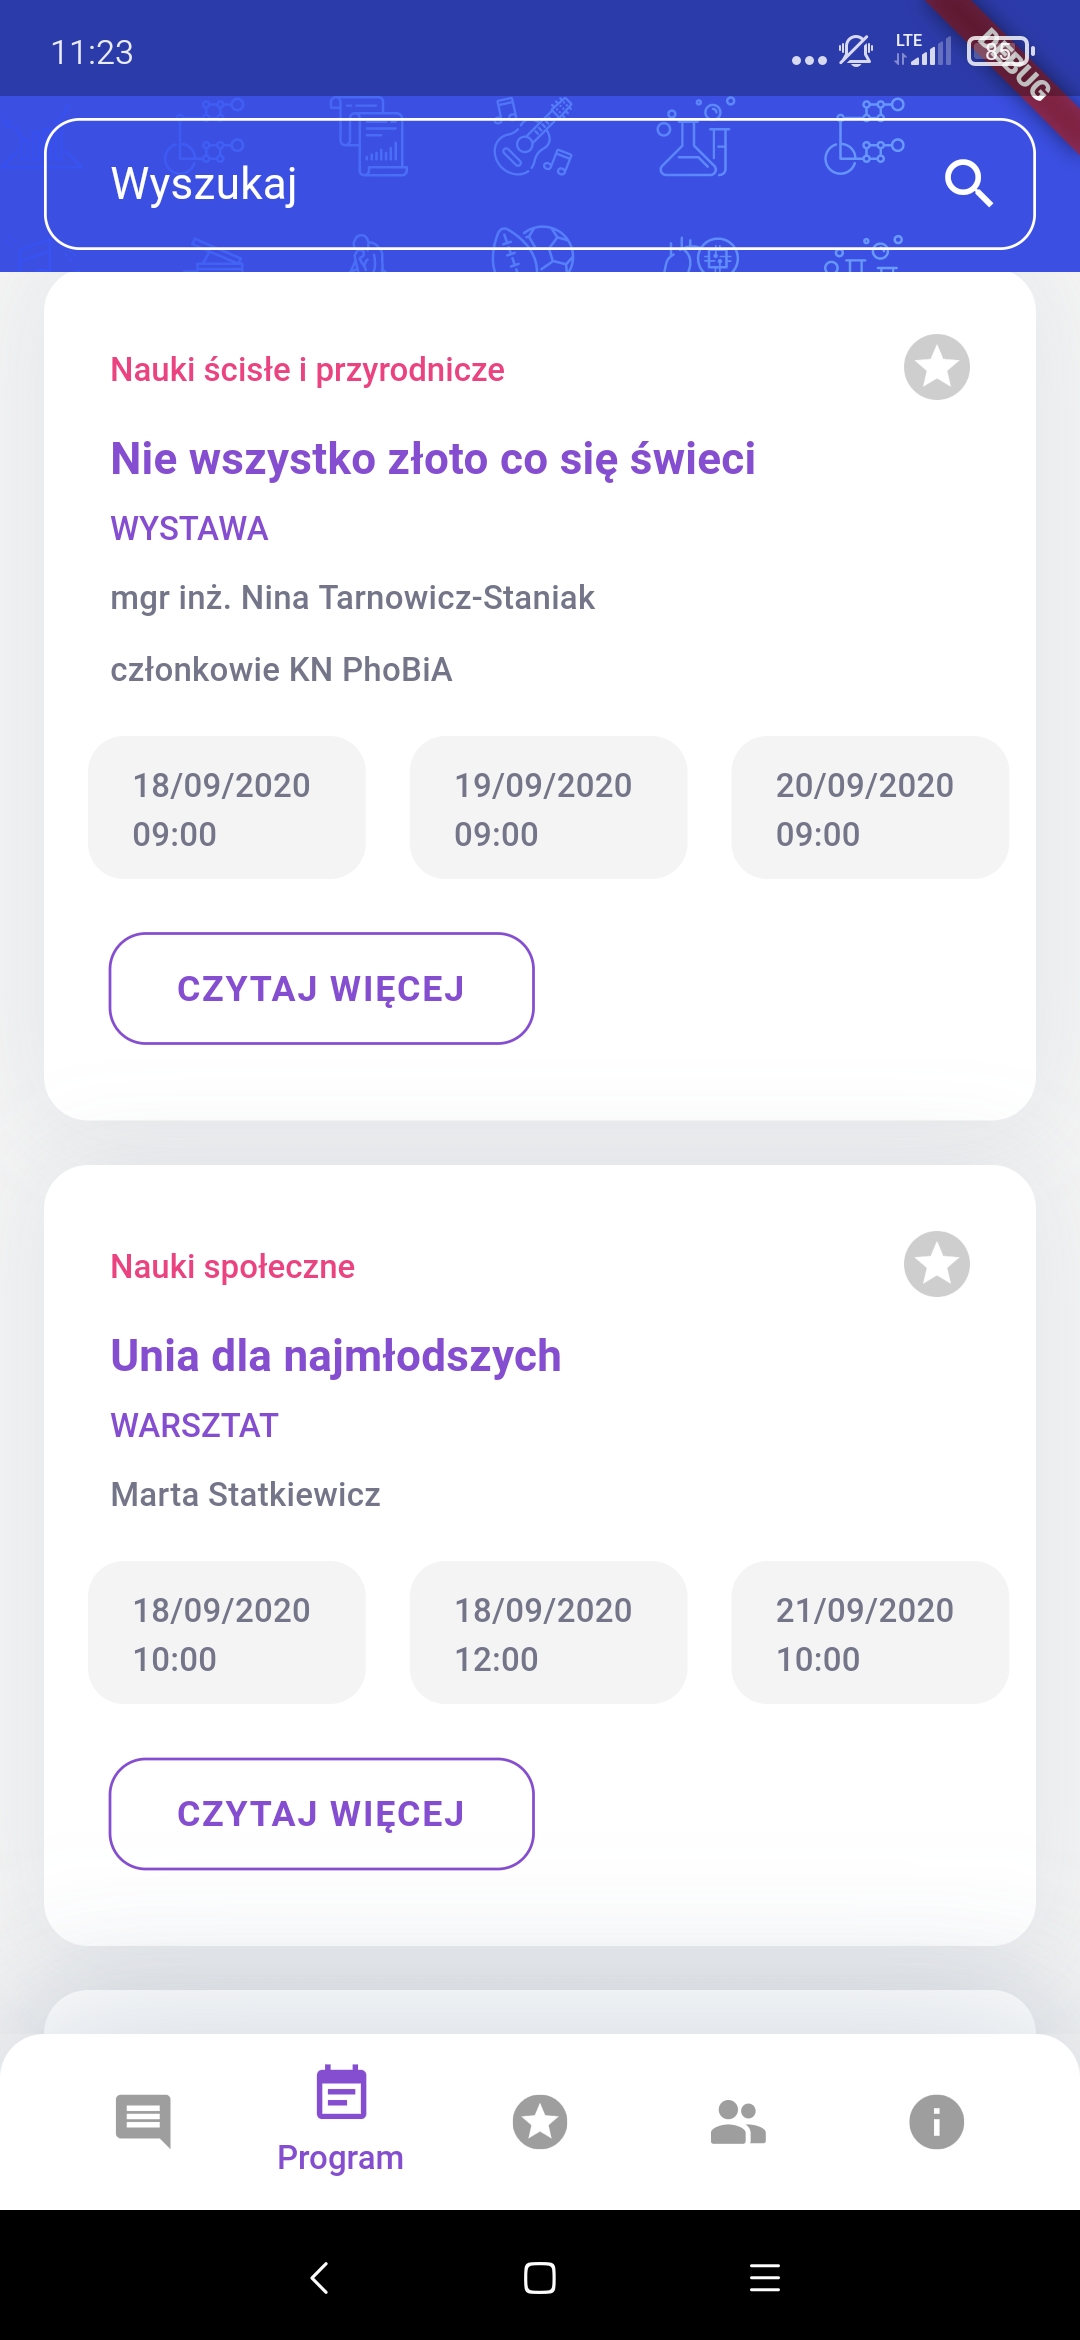 11:23
LTE
85
DEBUG
Wyszukaj
Nauki ścisłe i przyrodnicze
Nie wszystko złoto co się świeci
WYSTAWA
mgr inż. Nina Tarnowicz-Staniak
członkowie KN PhoBiA
18/09/2020 19/09/2020 20/09/2020
09:00 09:00 09:00
CZYTAJ WIĘCEJ
Nauki społeczne
Unia dla najmłodszych
WARSZTAT
Marta Statkiewicz
18/09/2020 18/09/2020 21/09/2020
10:00 12:00 10:00
CZYTAJ WIĘCEJ
Program